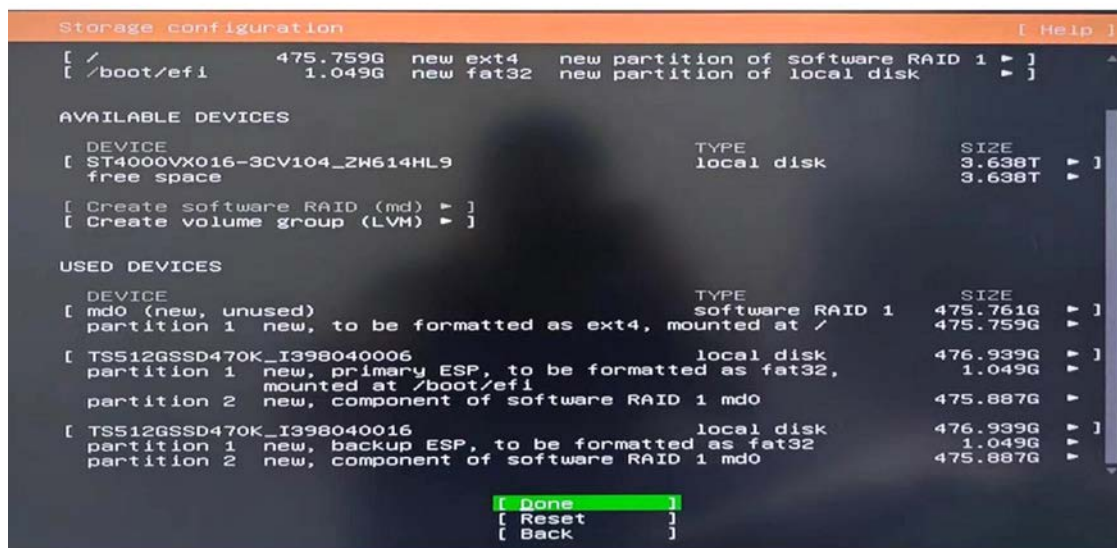 Storage configuration [ Help ]
[ / 475.759G new ext4 new partition of software RAID 1 ► ]
[ /boot/efi 1.049G new fat32 new partition of local disk ► ]
AVAILABLE DEVICES
DEVICE TYPE SIZE
[ ST4000VX016-3CV104_ZW614HL9 local disk 3.638T ► ]
free space 3.638T ►
[ Create software RAID (md) ► ]
[ Create volume group (LVM) ► ]
USED DEVICES
DEVICE TYPE SIZE
[ md0 (new, unused) software RAID 1 475.761G ► ]
partition 1 new, to be formatted as ext4, mounted at / 475.759G ►
[ TS512GSSD470K_I398040006 local disk 476.939G ► ]
partition 1 new, primary ESP, to be formatted as fat32, 1.049G ►
mounted at /boot/efi
partition 2 new, component of software RAID 1 md0 475.887G ►
[ TS512GSSD470K_I398040016 local disk 476.939G ► ]
partition 1 new, backup ESP, to be formatted as fat32 1.049G ►
partition 2 new, component of software RAID 1 md0 475.887G ►
[ Done ]
[ Reset ]
[ Back ]